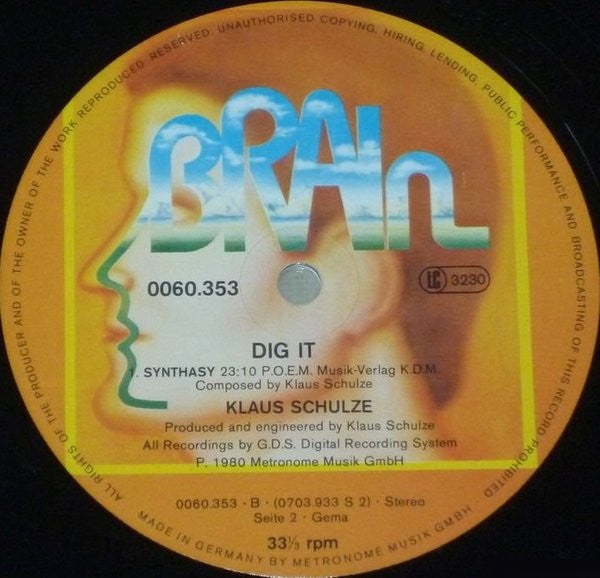 ALL RIGHTS OF THE PRODUCER AND OF THE OWNER OF THE WORK REPRODUCED RESERVED. UNAUTHORISED COPYING, HIRING, LENDING, PUBLIC PERFORMANCE AND BROADCASTING OF THIS RECORD PROHIBITED
BRAIn
0060.353
LC 3230
DIG IT
1. SYNTHASY 23:10 P.O.E.M. Musik-Verlag K.D.M.
Composed by Klaus Schulze
KLAUS SCHULZE
Produced and engineered by Klaus Schulze
All Recordings by G.D.S. Digital Recording System
P. 1980 Metronome Musik GmbH
0060.353 · B · (0703.933 S 2) · Stereo
Seite 2 · Gema
33⅓ rpm
MADE IN GERMANY BY METRONOME MUSIK GMBH ·